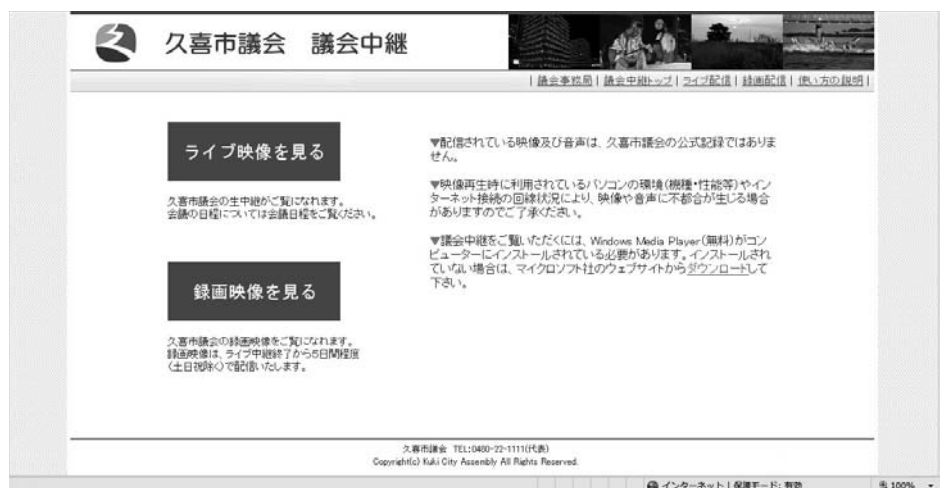 久喜市議会 議会中継
| 議会事務局 | 議会中継トップ | ライブ配信 | 録画配信 | 使い方の説明 |
ライブ映像を見る
久喜市議会の生中継がご覧になれます。
会議の日程については会議日程をご覧ください。
録画映像を見る
久喜市議会の録画映像をご覧になれます。
録画映像は、ライブ中継終了から5日間程度
(土日祝除く)で配信いたします。
▼配信されている映像及び音声は、久喜市議会の公式記録ではありま
せん。
▼映像再生時に利用されているパソコンの環境(機種・性能等)やイン
ターネット接続の回線状況により、映像や音声に不都合が生じる場合
がありますのでご了承ください。
▼議会中継をご覧いただくには、Windows Media Player(無料)がコン
ピューターにインストールされている必要があります。インストールされ
ていない場合は、マイクロソフト社のウェブサイトからダウンロードして
下さい。
久喜市議会 TEL:0480-22-1111(代表)
Copyright(c) Kuki City Assembly All Rights Reserved.
インターネット | 保護モード: 有効
100%